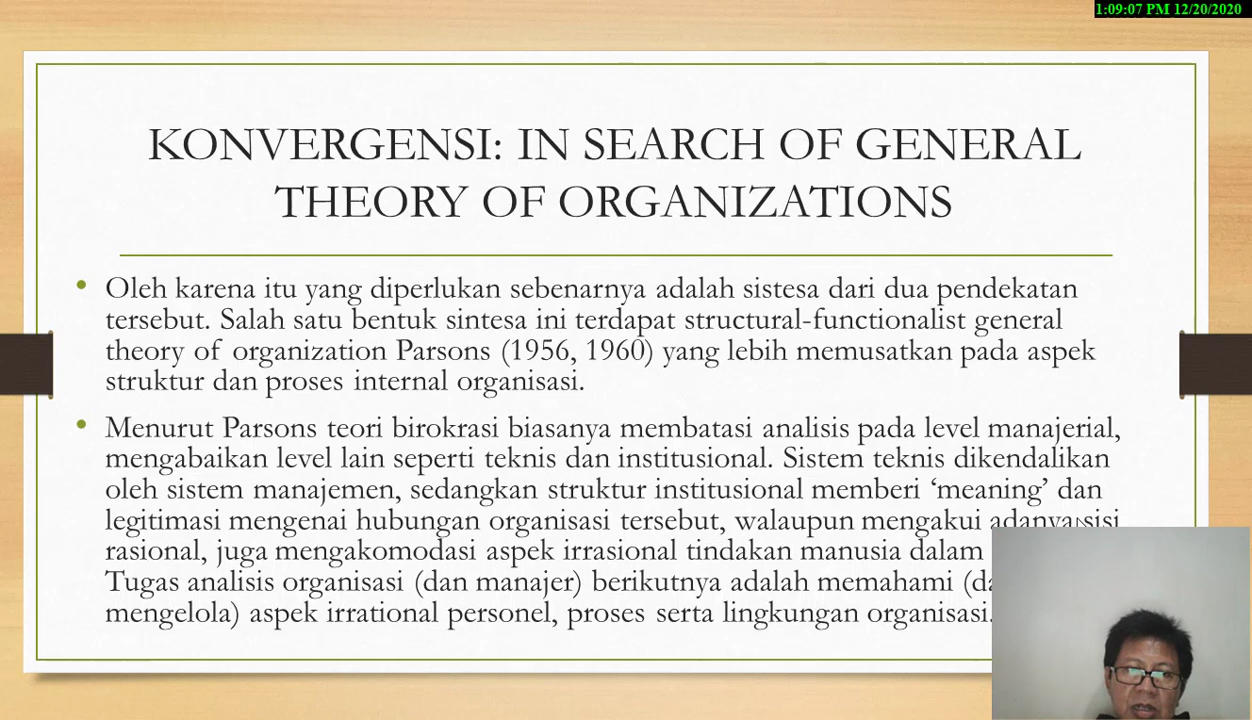 1:09:07 PM 12/20/2020
KONVERGENSI: IN SEARCH OF GENERAL
THEORY OF ORGANIZATIONS
• Oleh karena itu yang diperlukan sebenarnya adalah sistesa dari dua pendekatan
tersebut. Salah satu bentuk sintesa ini terdapat structural-functionalist general
theory of organization Parsons (1956, 1960) yang lebih memusatkan pada aspek
struktur dan proses internal organisasi.
• Menurut Parsons teori birokrasi biasanya membatasi analisis pada level manajerial,
mengabaikan level lain seperti teknis dan institusional. Sistem teknis dikendalikan
oleh sistem manajemen, sedangkan struktur institusional memberi ‘meaning’ dan
legitimasi mengenai hubungan organisasi tersebut, walaupun mengakui adanya sisi
rasional, juga mengakomodasi aspek irrasional tindakan manusia dalam
Tugas analisis organisasi (dan manajer) berikutnya adalah memahami
mengelola) aspek irrational personel, proses serta lingkungan organisasi.